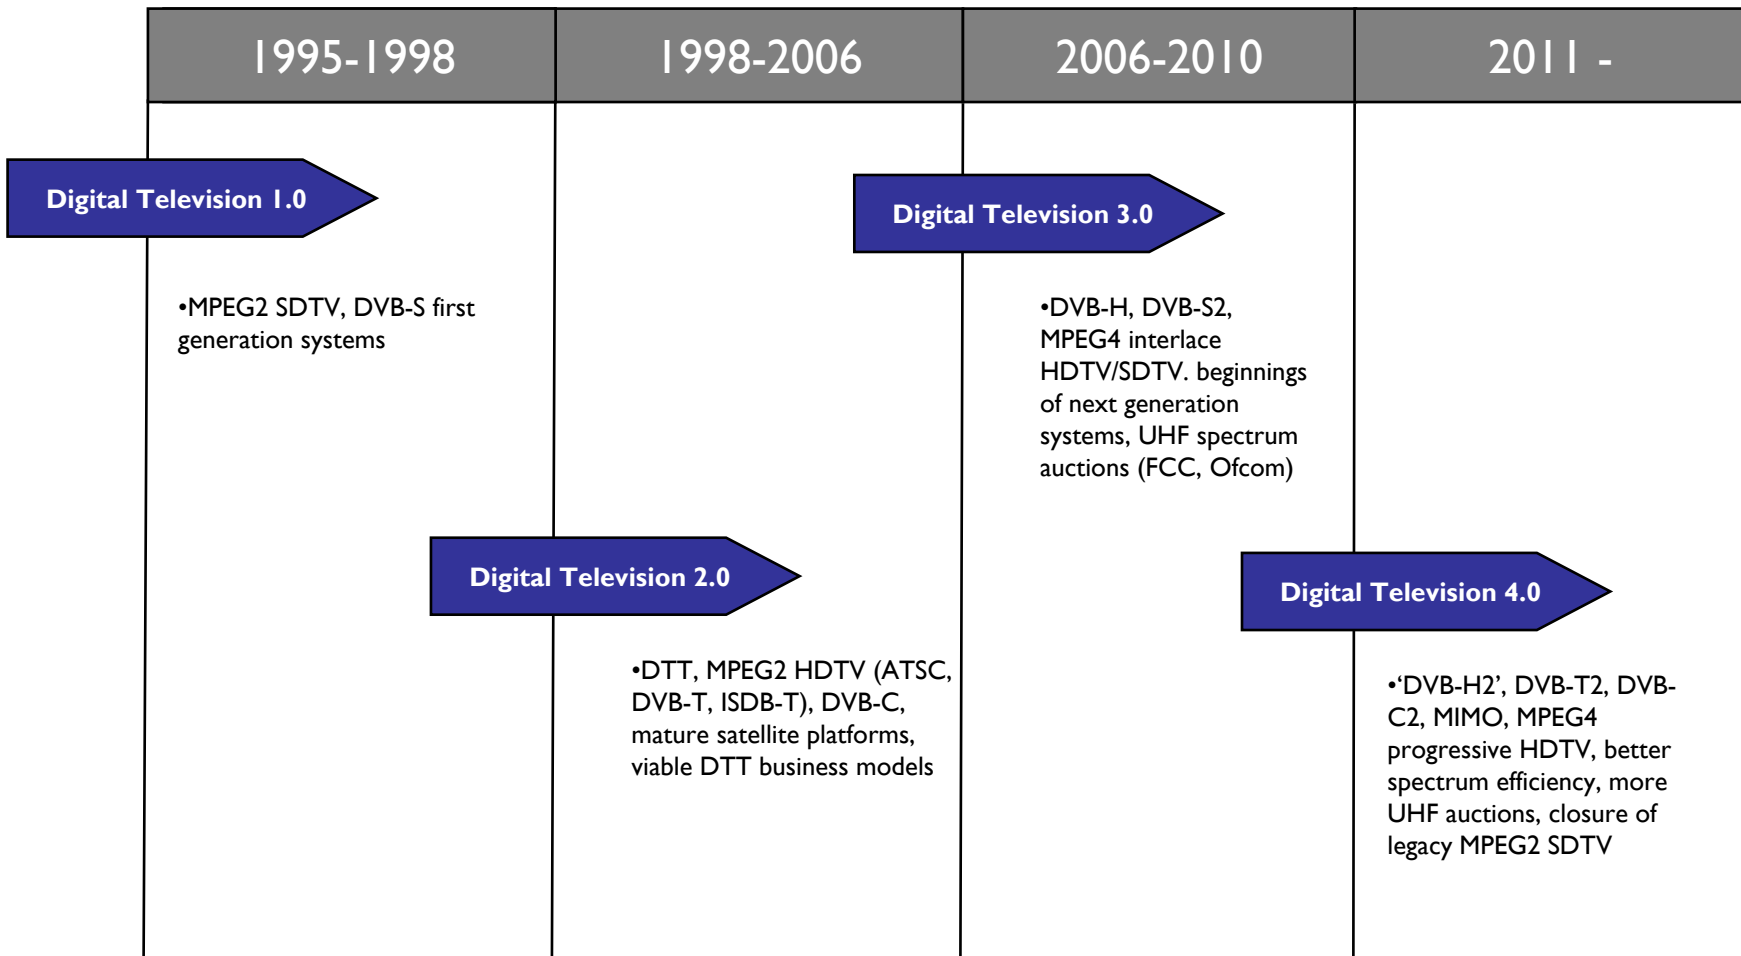 1995-1998
1998-2006
2006-2010
2011 -
Digital Television 1.0
•MPEG2 SDTV, DVB-S first
generation systems
Digital Television 2.0
•DTT, MPEG2 HDTV (ATSC,
DVB-T, ISDB-T), DVB-C,
mature satellite platforms,
viable DTT business models
Digital Television 3.0
•DVB-H, DVB-S2,
MPEG4 interlace
HDTV/SDTV. beginnings
of next generation
systems, UHF spectrum
auctions (FCC, Ofcom)
Digital Television 4.0
•‘DVB-H2’, DVB-T2, DVB-
C2, MIMO, MPEG4
progressive HDTV, better
spectrum efficiency, more
UHF auctions, closure of
legacy MPEG2 SDTV